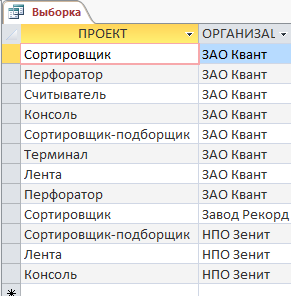 Выборка
ПРОЕКТ ОРГАНИЗАЦ
Сортировщик ЗАО Квант
Перфоратор ЗАО Квант
Считыватель ЗАО Квант
Консоль ЗАО Квант
Сортировщик-подборщик ЗАО Квант
Терминал ЗАО Квант
Лента ЗАО Квант
Перфоратор ЗАО Квант
Сортировщик Завод Рекорд
Сортировщик-подборщик НПО Зенит
Лента НПО Зенит
Консоль НПО Зенит